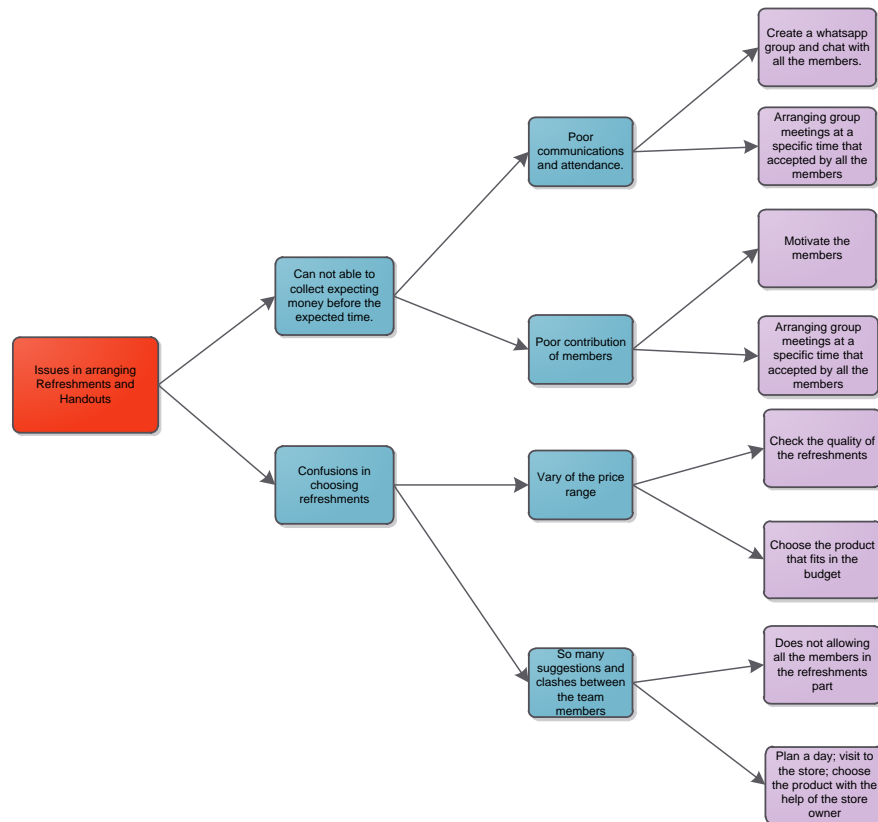 Create a whatsapp
group and chat with
all the members.
Poor
communications
and attendance.
Arranging group
meetings at a
specific time that
accepted by all the
members
Motivate the
members
Can not able to
collect expecting
money before the
expected time.
Poor contribution
of members
Arranging group
meetings at a
specific time that
accepted by all the
members
Issues in arranging
Refreshments and
Handouts
Check the quality of
the refreshments
Confusions in
choosing
refreshments
Vary of the price
range
Choose the product
that fits in the
budget
So many
suggestions and
clashes between
the team
members
Does not allowing
all the members in
the refreshments
part
Plan a day; visit to
the store; choose
the product with the
help of the store
owner